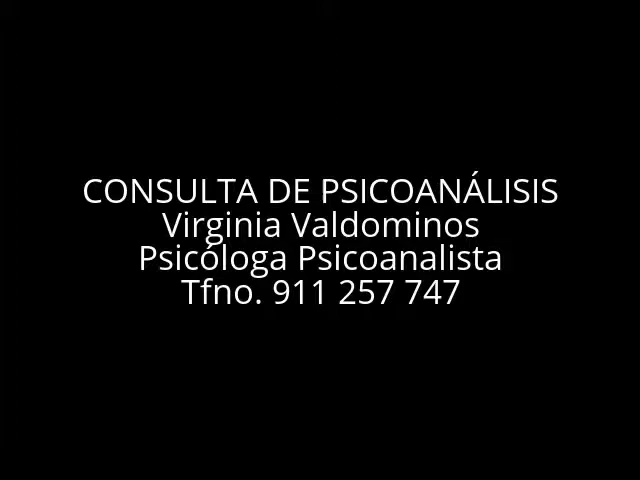 CONSULTA DE PSICOANÁLISIS
Virginia Valdominos
Psicóloga Psicoanalista
Tfno. 911 257 747